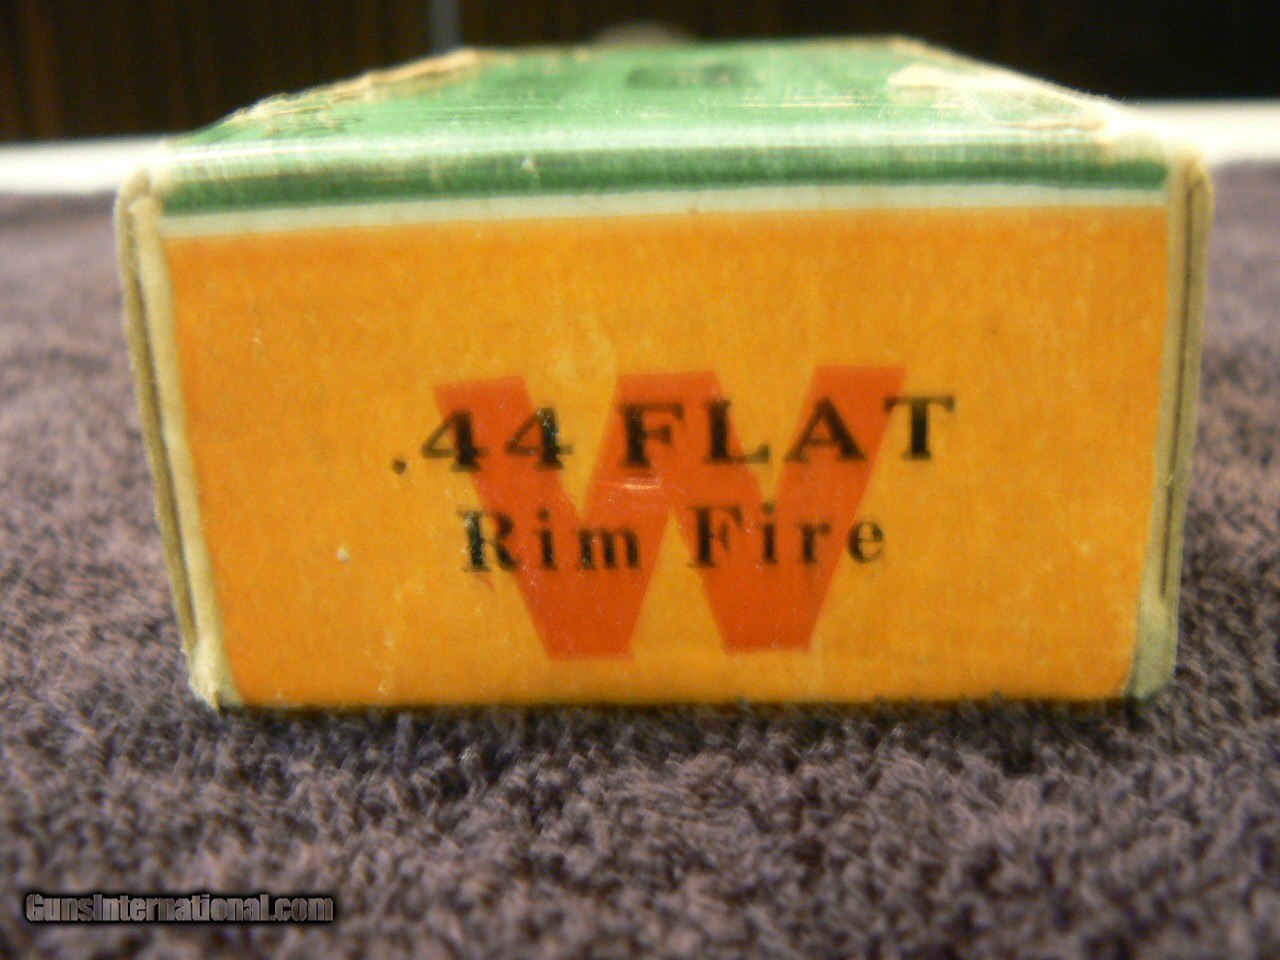 W
.44 FLAT
Rim Fire
GunsInternational.com